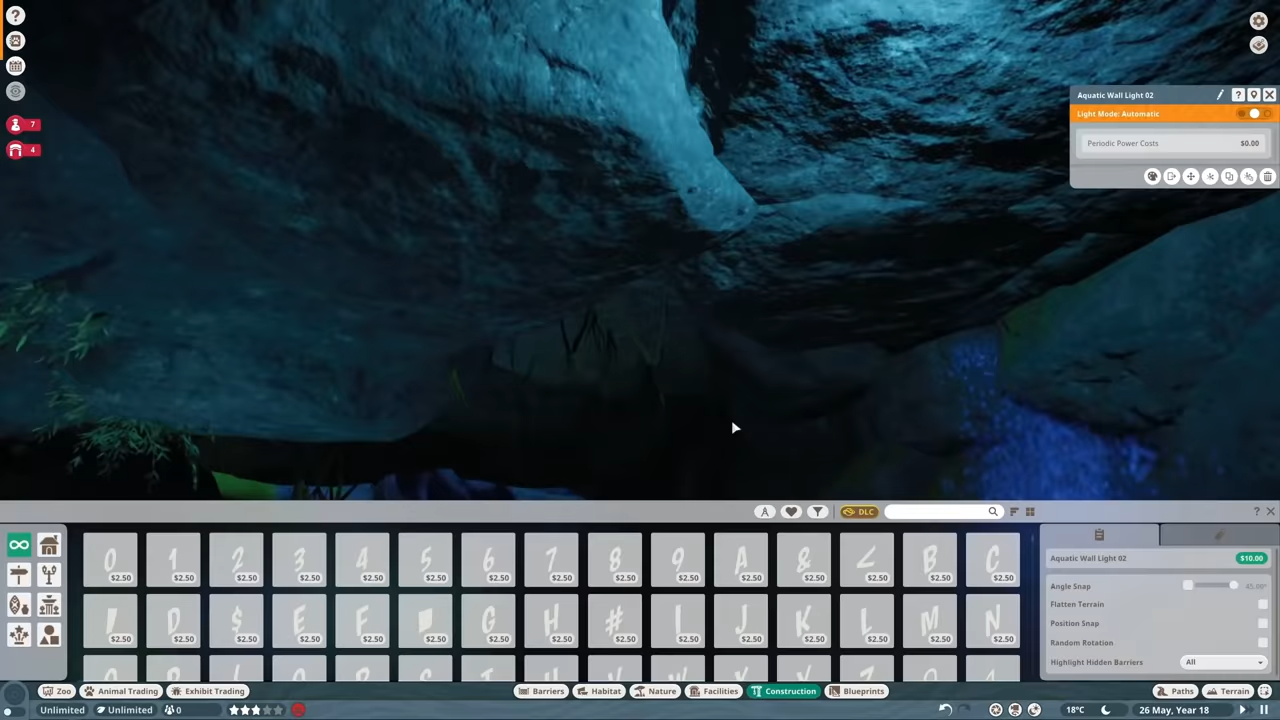 ?
7
4
Aquatic Wall Light 02
?
Light Mode: Automatic
Periodic Power Costs $0.00
DLC
?
0 1 2 3 4 5 6 7 8 9 A & < B C
$2.50 $2.50 $2.50 $2.50 $2.50 $2.50 $2.50 $2.50 $2.50 $2.50 $2.50 $2.50 $2.50 $2.50 $2.50
D $ E F G H # I J K L M N
$2.50 $2.50 $2.50 $2.50 $2.50 $2.50 $2.50 $2.50 $2.50 $2.50 $2.50 $2.50 $2.50 $2.50 $2.50
Aquatic Wall Light 02 $10.00
Angle Snap 45.00°
Flatten Terrain
Position Snap
Random Rotation
Highlight Hidden Barriers All
Zoo Animal Trading Exhibit Trading Barriers Habitat Nature Facilities Construction Blueprints Paths Terrain
Unlimited Unlimited 0 18°C 26 May, Year 18